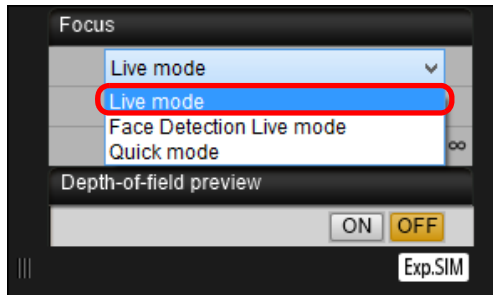 Focus
Live mode
Live mode
Face Detection Live mode
Quick mode
∞
Depth-of-field preview
ON OFF
Exp.SIM